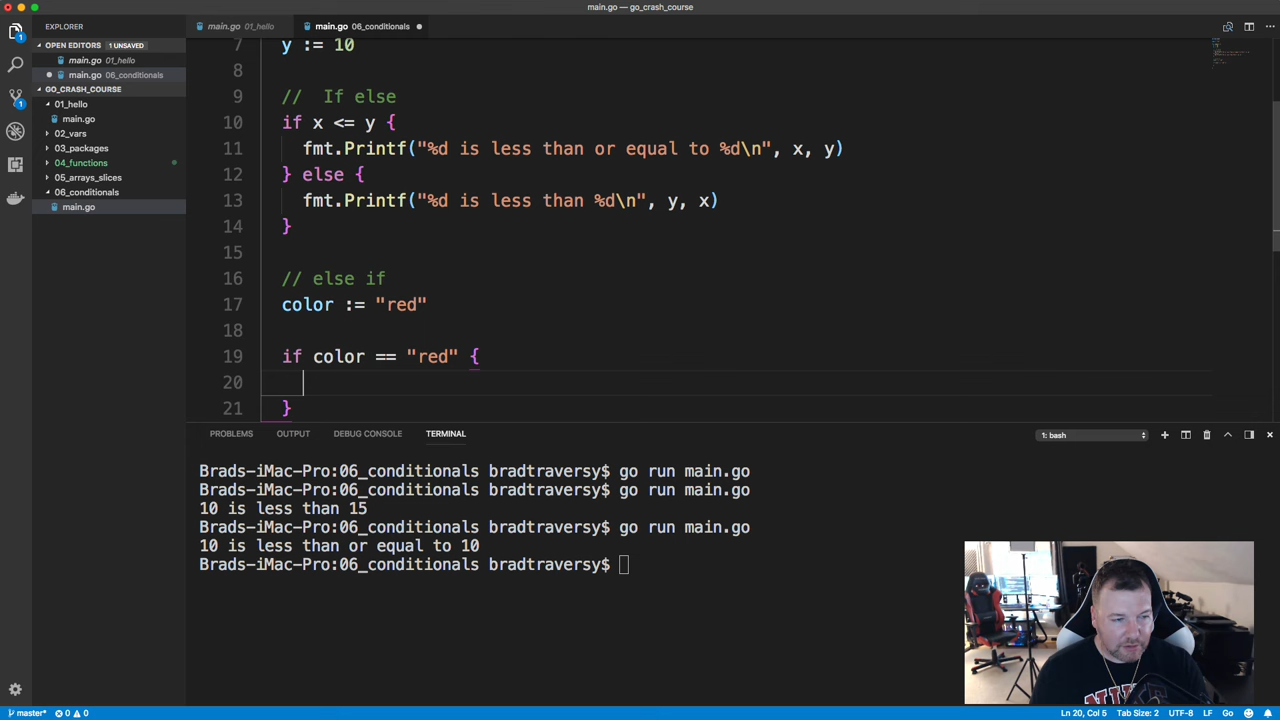 main.go — go_crash_course
EXPLORER
main.go 01_hello
main.go 06_conditionals
OPEN EDITORS 1 UNSAVED
main.go 01_hello
main.go 06_conditionals
GO_CRASH_COURSE
01_hello
main.go
02_vars
03_packages
04_functions
05_arrays_slices
06_conditionals
main.go
7 y := 10
8
9 // If else
10 if x <= y {
11 fmt.Printf("%d is less than or equal to %d\n", x, y)
12 } else {
13 fmt.Printf("%d is less than %d\n", y, x)
14 }
15
16 // else if
17 color := "red"
18
19 if color == "red" {
20
21 }
PROBLEMS OUTPUT DEBUG CONSOLE TERMINAL 1: bash
Brads-iMac-Pro:06_conditionals bradtraversy$ go run main.go
Brads-iMac-Pro:06_conditionals bradtraversy$ go run main.go
10 is less than 15
Brads-iMac-Pro:06_conditionals bradtraversy$ go run main.go
10 is less than or equal to 10
Brads-iMac-Pro:06_conditionals bradtraversy$
master* 0 0 Ln 20, Col 5 Tab Size: 2 UTF-8 LF Go